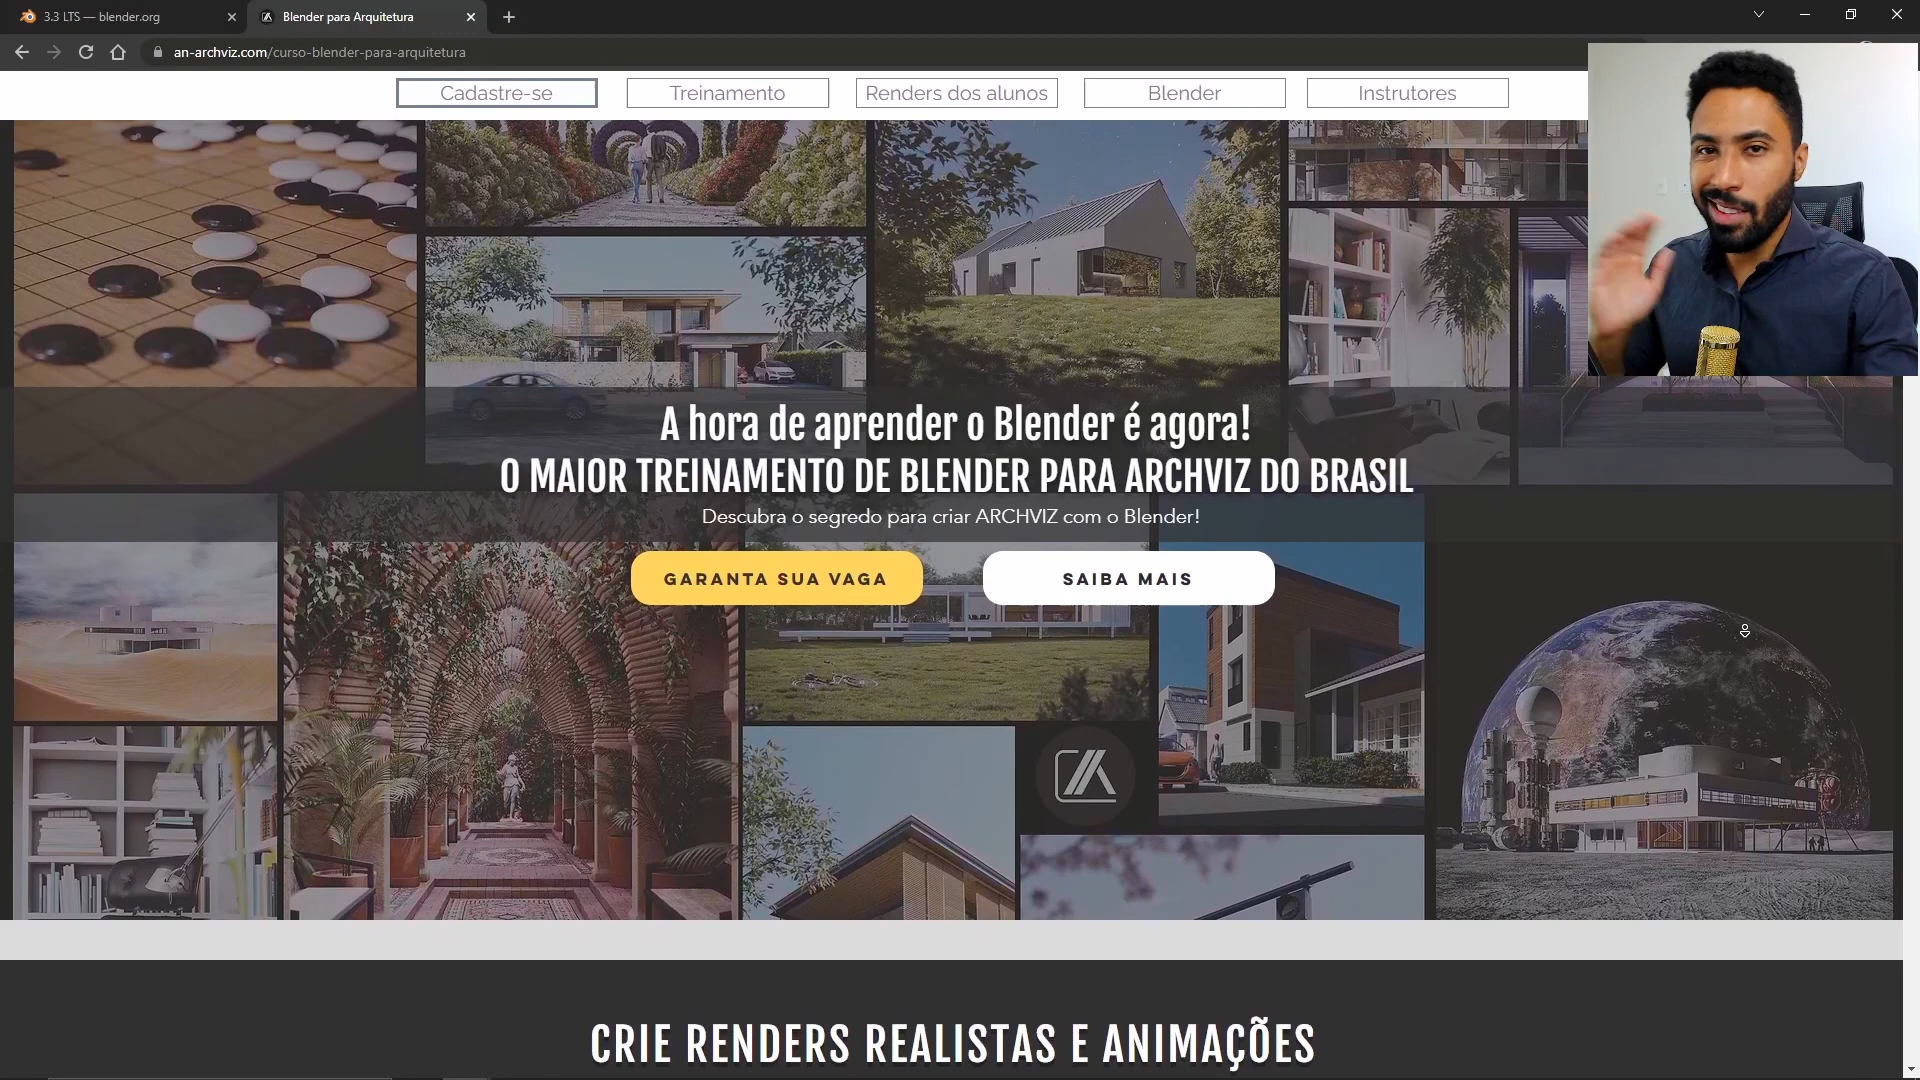 3.3 LTS — blender.org
Blender para Arquitetura
an-archviz.com/curso-blender-para-arquitetura
Cadastre-se
Treinamento
Renders dos alunos
Blender
Instrutores
A hora de aprender o Blender é agora!
O MAIOR TREINAMENTO DE BLENDER PARA ARCHVIZ DO BRASIL
Descubra o segredo para criar ARCHVIZ com o Blender!
GARANTA SUA VAGA
SAIBA MAIS
CRIE RENDERS REALISTAS E ANIMAÇÕES